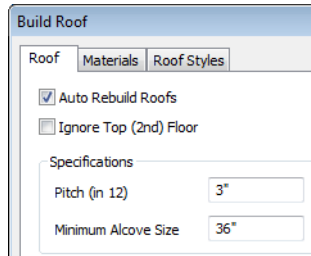 Build Roof
Roof Materials Roof Styles
Auto Rebuild Roofs
Ignore Top (2nd) Floor
Specifications
Pitch (in 12) 3"
Minimum Alcove Size 36"